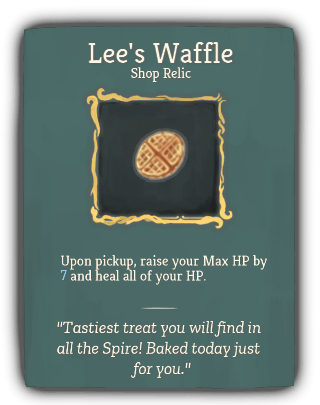 Lee's Waffle
Shop Relic
Upon pickup, raise your Max HP by
7 and heal all of your HP.
"Tastiest treat you will find in
all the Spire! Baked today just
for you."